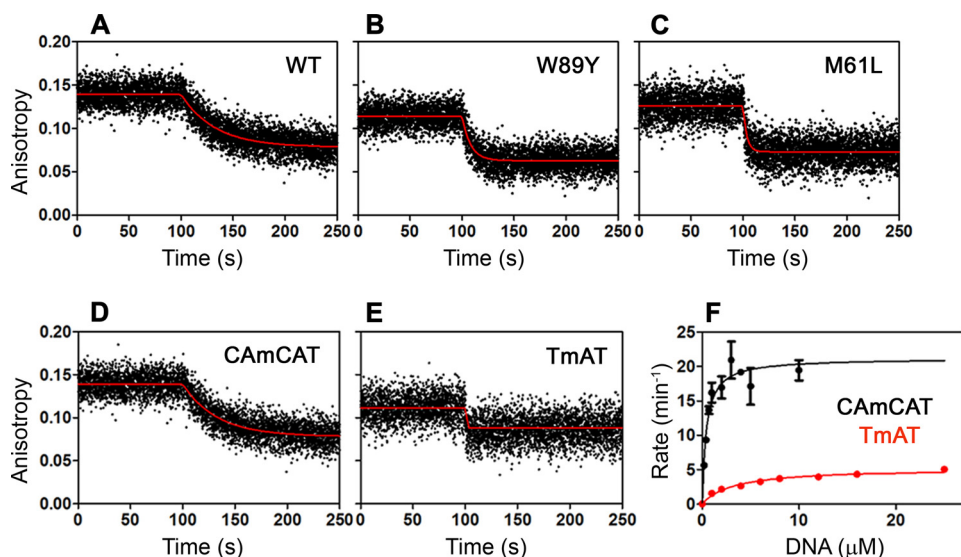 A
B
C
WT
W89Y
M61L
Anisotropy
0.20
0.15
0.10
0.05
0.00
0 50 100 150 200 250
0 50 100 150 200 250
0 50 100 150 200 250
Time (s)
Time (s)
Time (s)
D
E
F
CAmCAT
TmAT
Anisotropy
0.20
0.15
0.10
0.05
0.00
0 50 100 150 200 250
0 50 100 150 200 250
Time (s)
Time (s)
Rate (min⁻¹)
25
20
15
10
5
0
CAmCAT
TmAT
0 10 20
DNA (μM)